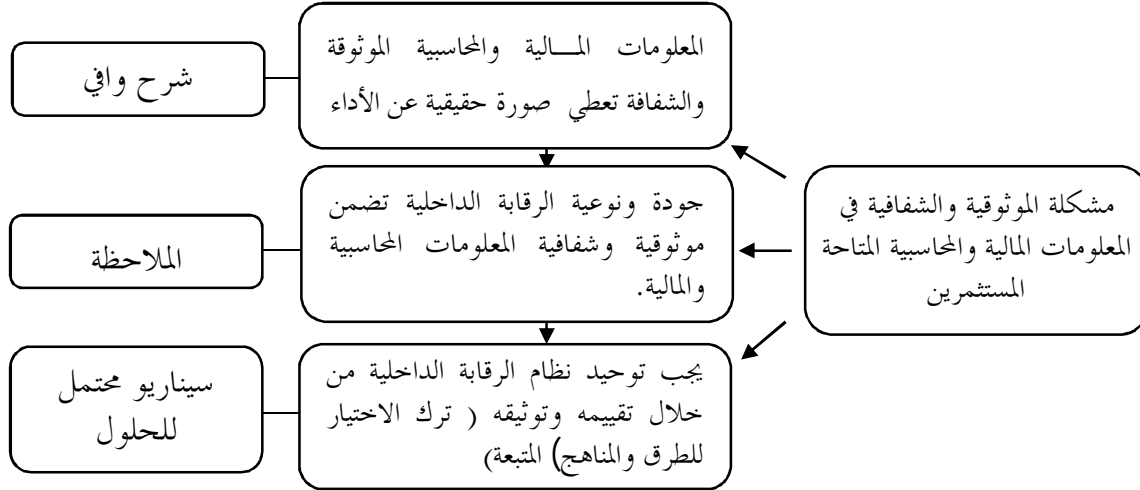 مشكلة الموثوقية والشفافية في
المعلومات المالية والمحاسبية المتاحة
المستثمرين
المعلومات المـــالية والمحاسبية الموثوقة
والشفافة تعطي صورة حقيقية عن الأداء
شرح وافي
جودة ونوعية الرقابة الداخلية تضمن
موثوقية وشفافية المعلومات المحاسبية
والمالية.
الملاحظة
يجب توحيد نظام الرقابة الداخلية من
خلال تقييمه وتوثيقه ( ترك الاختيار
للطرق والمناهج) المتبعة)
سيناريو محتمل
للحلول